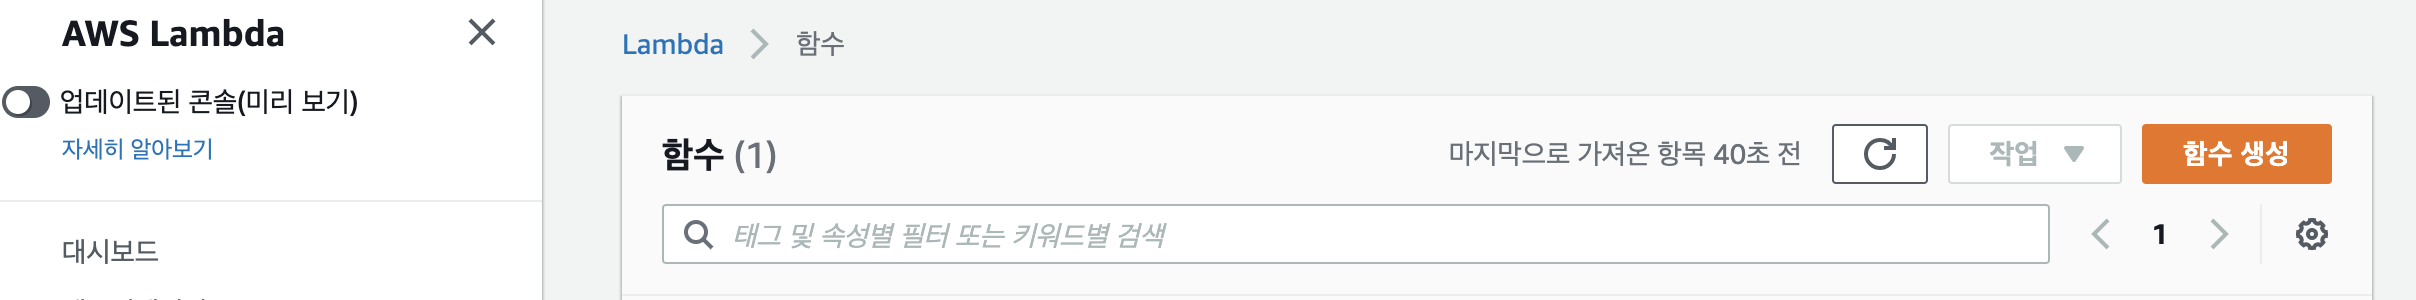 AWS Lambda
업데이트된 콘솔(미리 보기)
자세히 알아보기
대시보드
Lambda 함수
함수 (1)
마지막으로 가져온 항목 40초 전
작업
함수 생성
태그 및 속성별 필터 또는 키워드별 검색
1